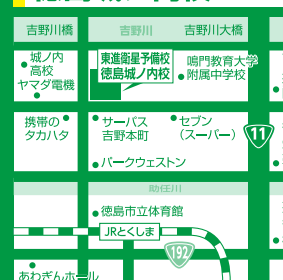 吉野川橋
吉野川
吉野川大橋
城ノ内
高校
ヤマダ電機
東進衛星予備校
徳島城ノ内校
鳴門教育大学
附属中学校
携帯の
タカハタ
サーパス
吉野本町
セブン
(スーパー)
11
パークウェストン
助任川
徳島市立体育館
JRとくしま
192
あわぎんホール